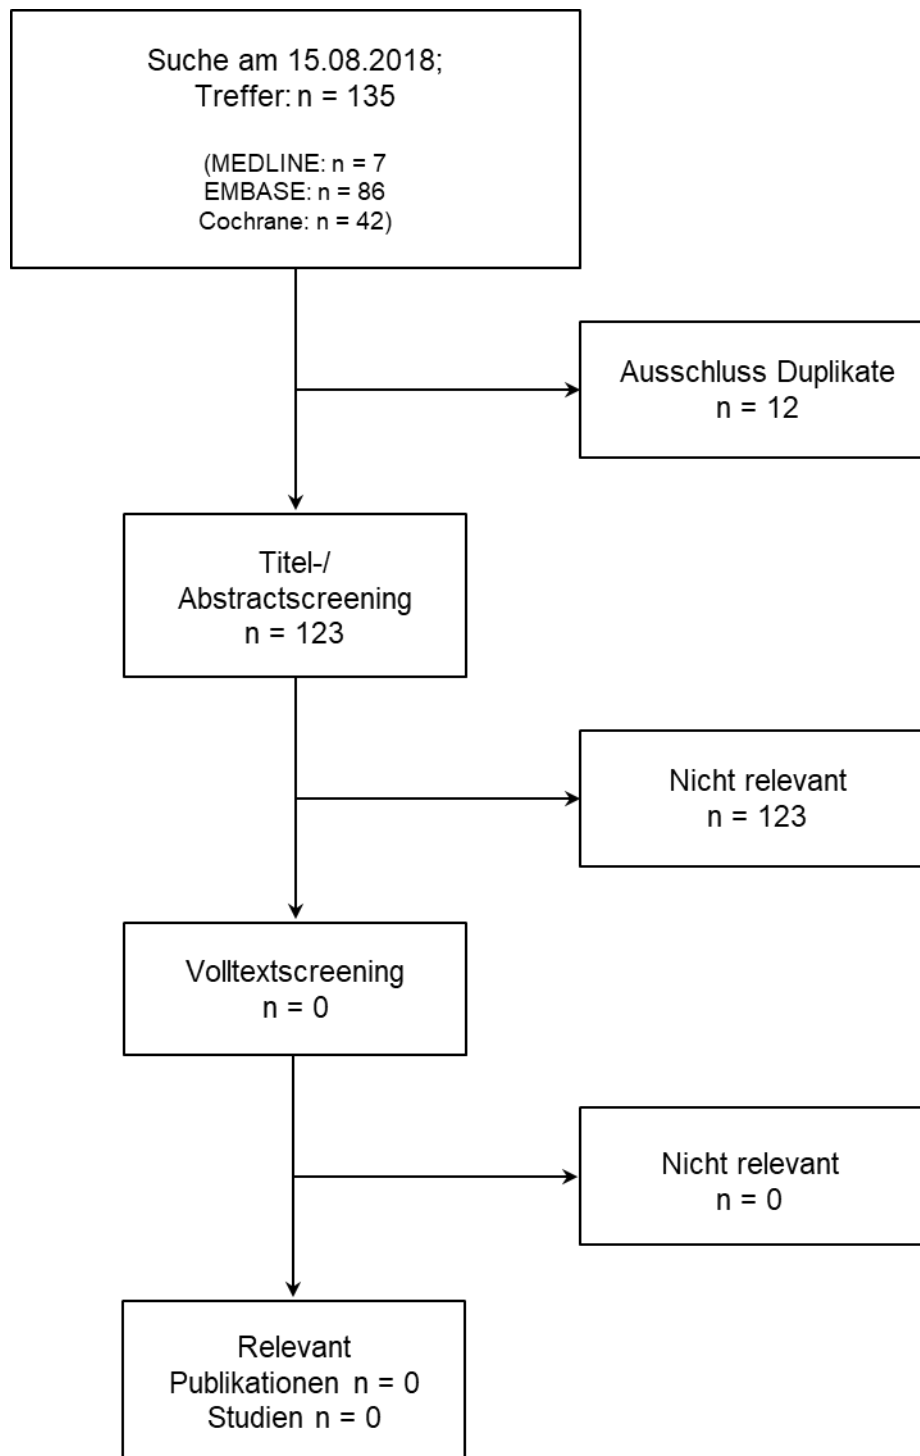 Suche am 15.08.2018;
Treffer: n = 135
(MEDLINE: n = 7
EMBASE: n = 86
Cochrane: n = 42)
Ausschluss Duplikate
n = 12
Titel-/
Abstractscreening
n = 123
Nicht relevant
n = 123
Volltextscreening
n = 0
Nicht relevant
n = 0
Relevant
Publikationen n = 0
Studien n = 0